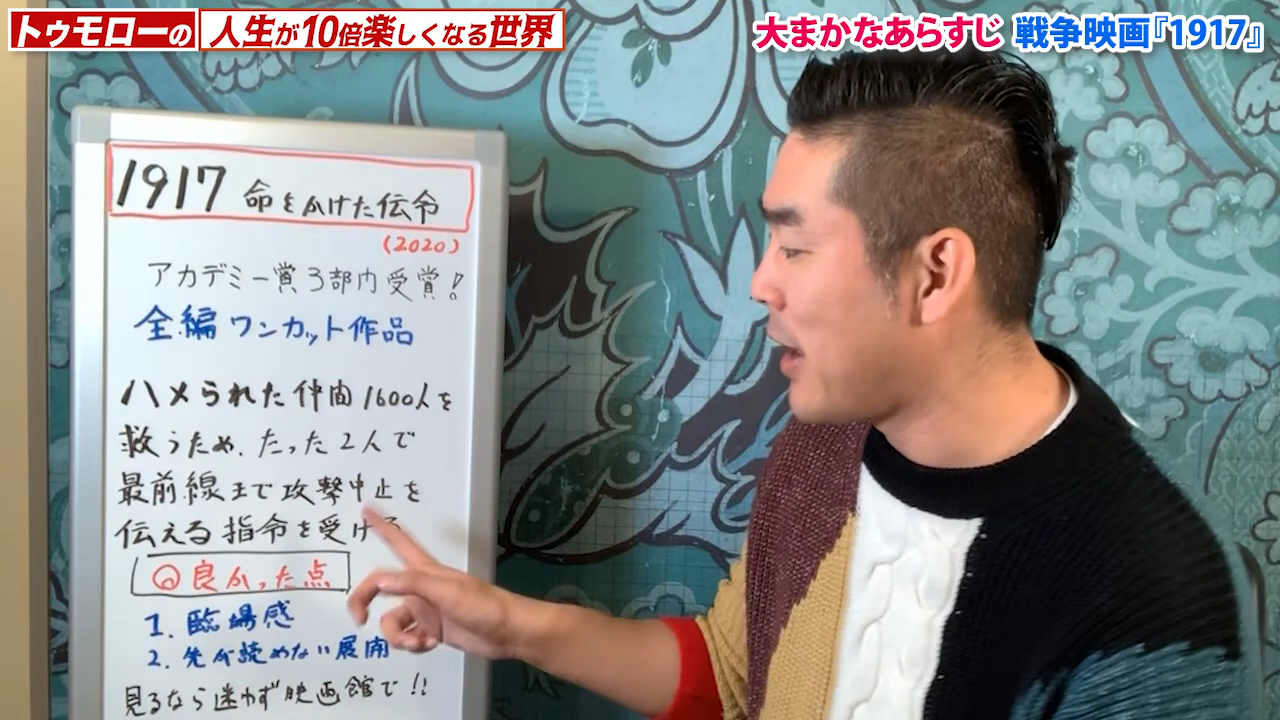 トゥモローの 人生が10倍楽しくなる世界
大まかなあらすじ 戦争映画『1917』
1917 命をかけた伝令
(2020)
アカデミー賞3部門受賞!
全編ワンカット作品
ハメられた仲間1600人を
救うため、たった2人で
最前線まで攻撃中止を
伝える指令を受ける
◎良かった点
1. 臨場感
2. 先が読めない展開
見るなら迷わず映画館で!!